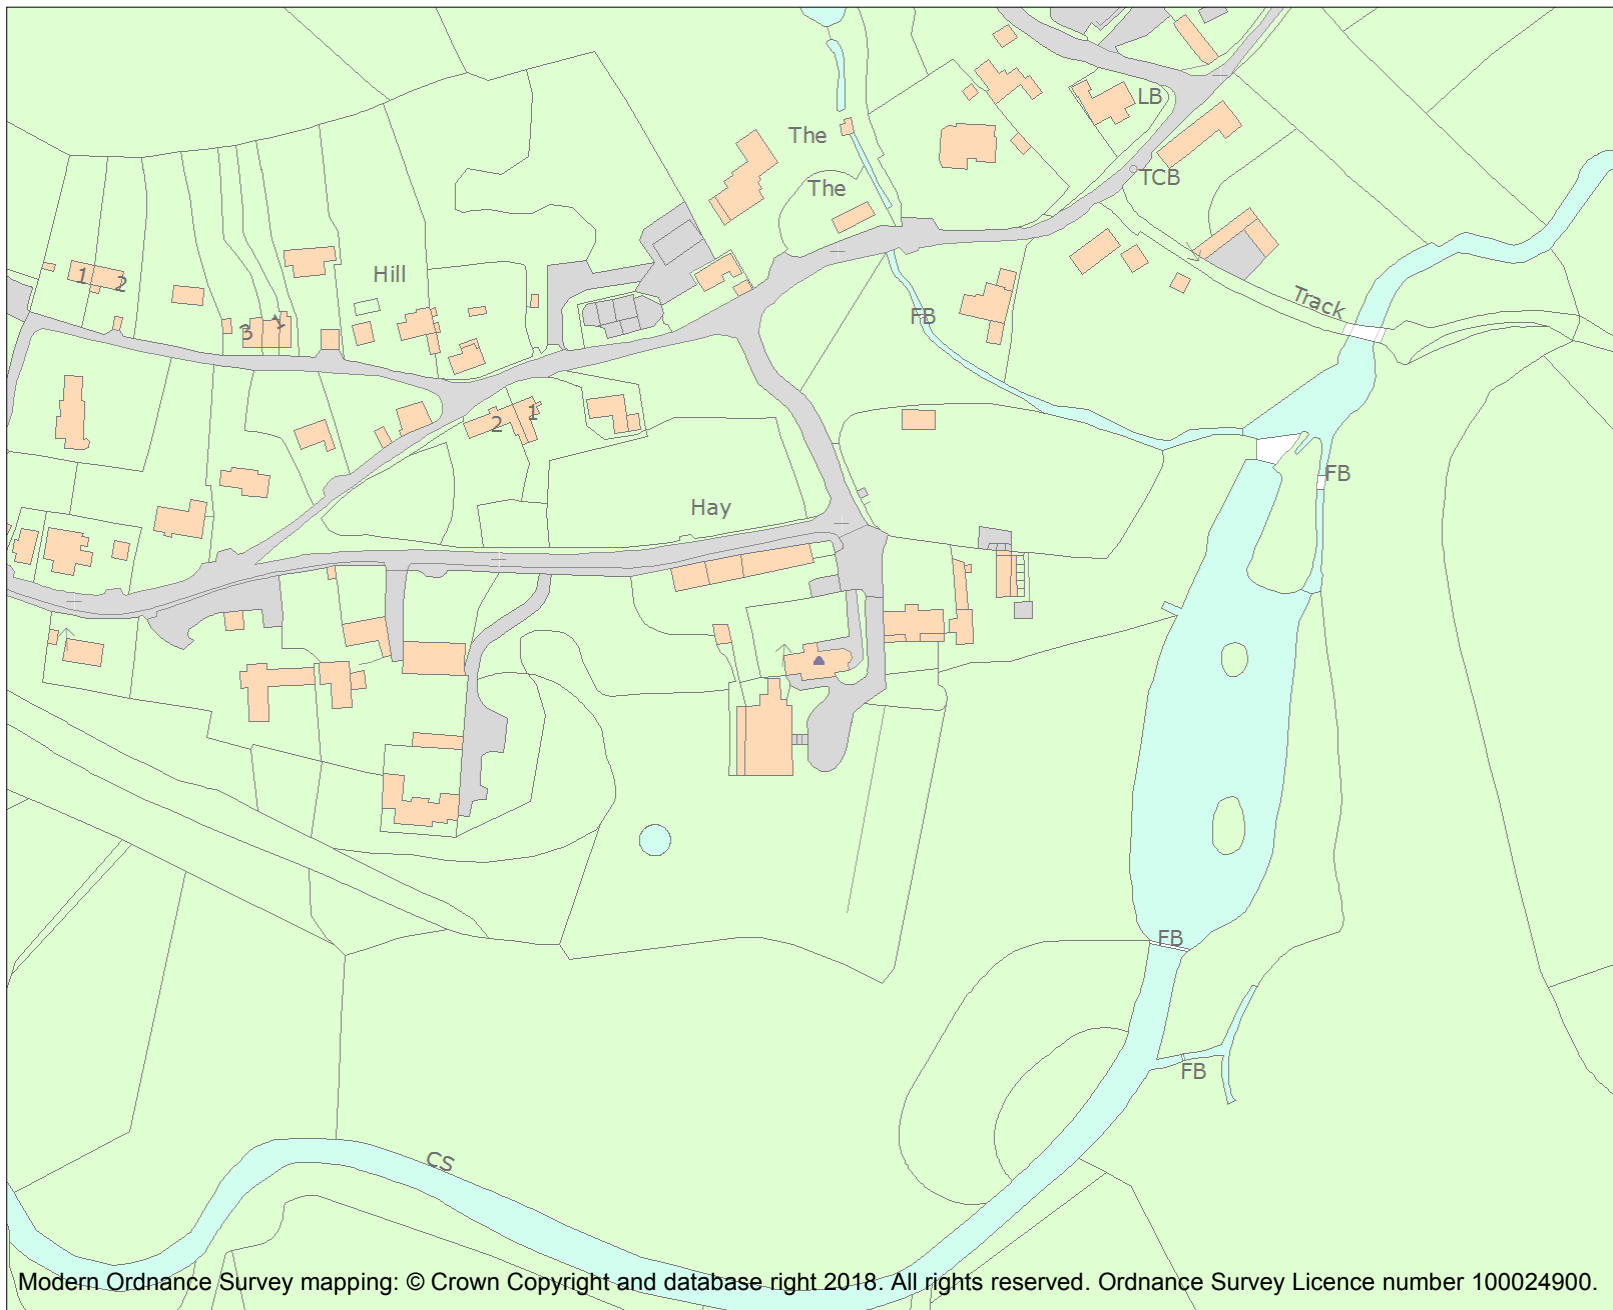 The
LB
TCB
The
1
2
Hill
Track
FB
3
1
1
2
FB
Hay
FB
FB
CS
Modern Ordnance Survey mapping: © Crown Copyright and database right 2018. All rights reserved. Ordnance Survey Licence number 100024900.